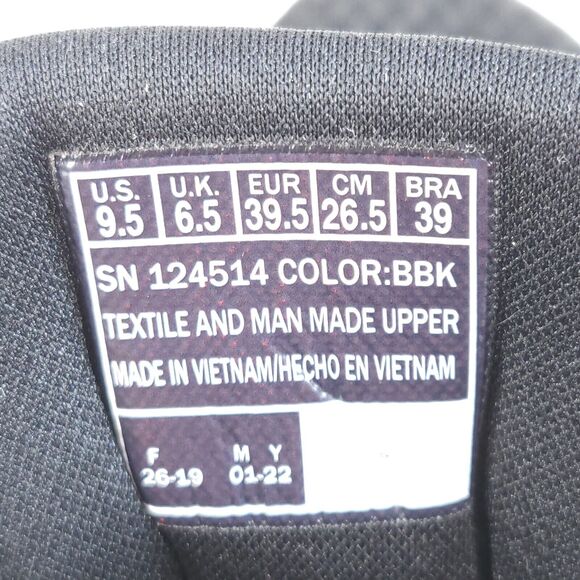 U.S. U.K. EUR CM BRA
9.5 6.5 39.5 26.5 39
SN 124514 COLOR:BBK
TEXTILE AND MAN MADE UPPER
MADE IN VIETNAM/HECHO EN VIETNAM
F M Y
26-19 01-22